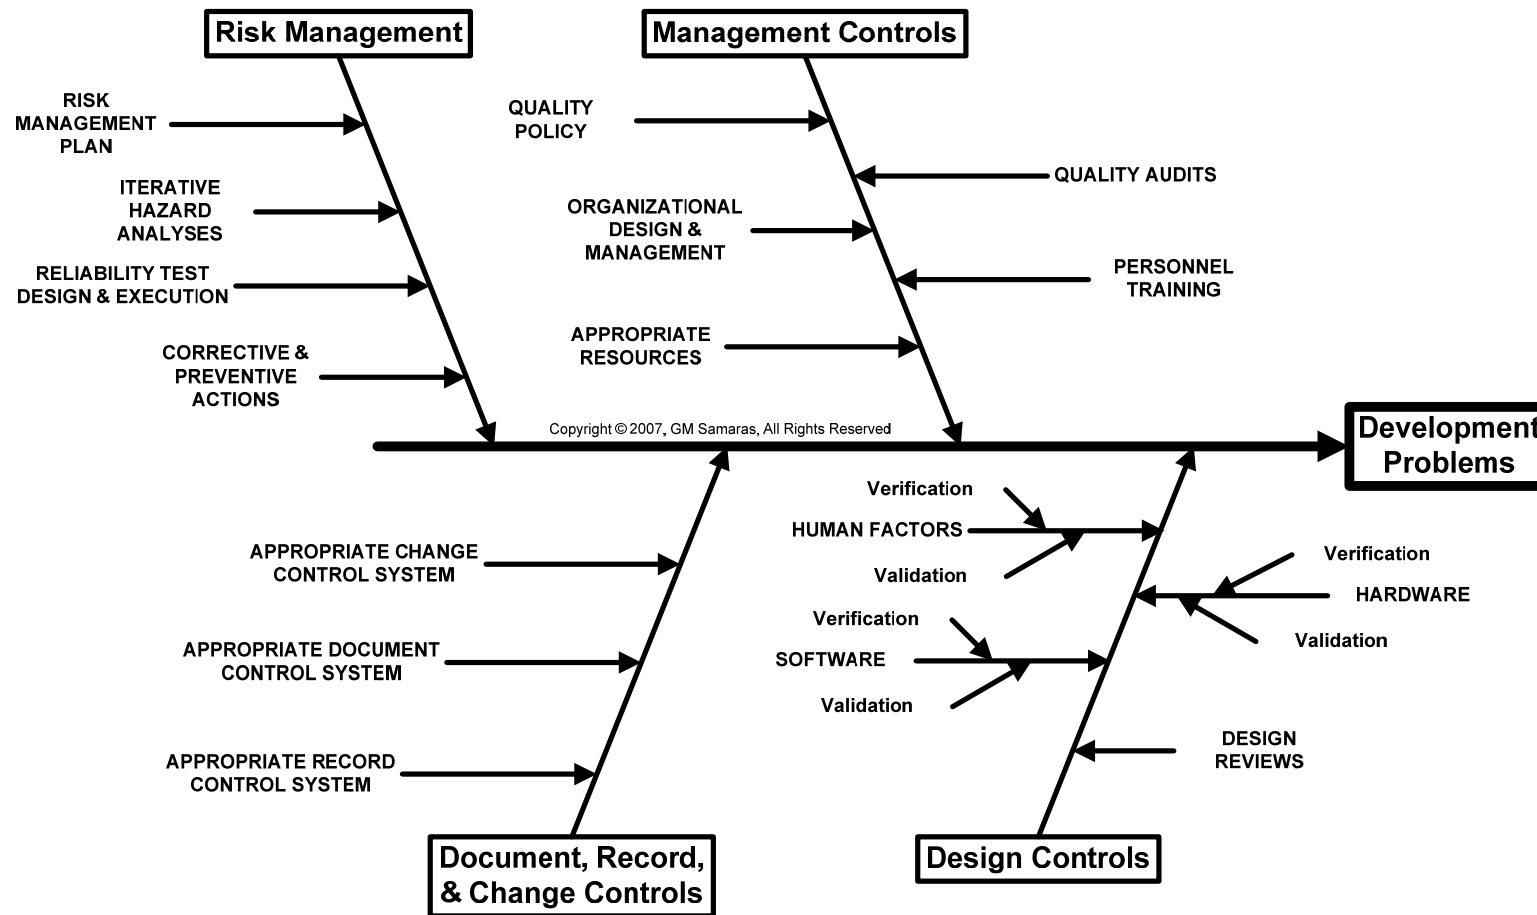 Risk Management
Management Controls
RISK
MANAGEMENT
PLAN
ITERATIVE
HAZARD
ANALYSES
RELIABILITY TEST
DESIGN & EXECUTION
CORRECTIVE &
PREVENTIVE
ACTIONS
QUALITY
POLICY
QUALITY AUDITS
ORGANIZATIONAL
DESIGN &
MANAGEMENT
PERSONNEL
TRAINING
APPROPRIATE
RESOURCES
Copyright © 2007, GM Samaras, All Rights Reserved
Development
Problems
APPROPRIATE CHANGE
CONTROL SYSTEM
APPROPRIATE DOCUMENT
CONTROL SYSTEM
APPROPRIATE RECORD
CONTROL SYSTEM
Verification
HUMAN FACTORS
Validation
Verification
HARDWARE
Validation
Verification
SOFTWARE
Validation
DESIGN
REVIEWS
Document, Record,
& Change Controls
Design Controls